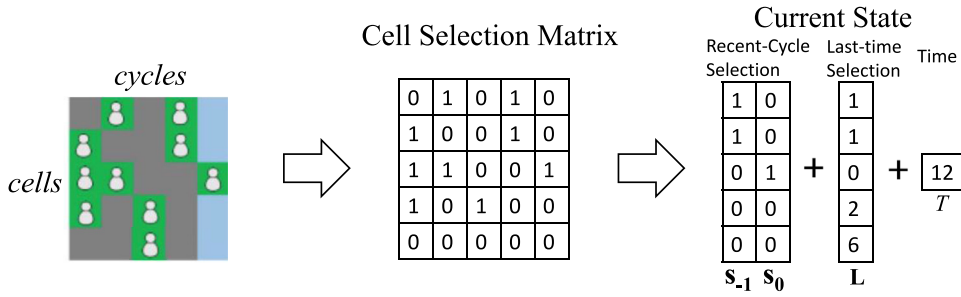 Current State
Cell Selection Matrix
Recent-Cycle Selection
Last-time Selection
Time
cycles
cells
0 1 0 1 0
1 0 0 1 0
1 1 0 0 1
1 0 1 0 0
0 0 0 0 0
1 0
1 0
0 1
0 0
0 0
S-1 S0
+
1
1
0
2
6
L
+
12
T